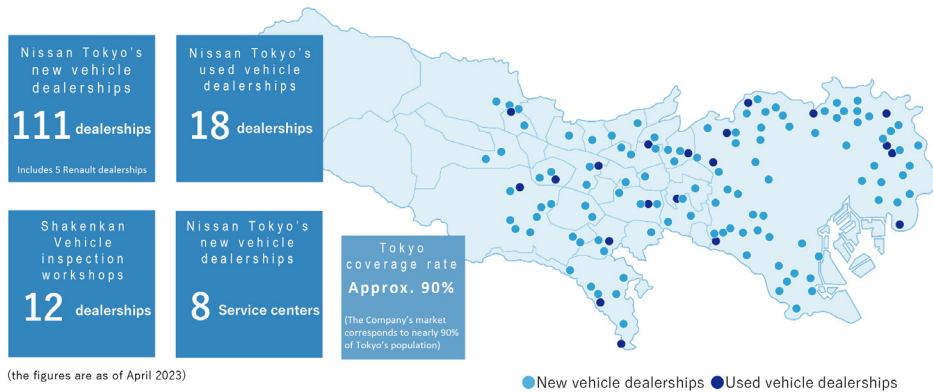 Nissan Tokyo's
new vehicle
dealerships
111 dealerships
Includes 5 Renault dealerships
Nissan Tokyo's
used vehicle
dealerships
18 dealerships
Shakenkan
Vehicle
inspection
workshops
12 dealerships
Nissan Tokyo's
new vehicle
dealerships
8 Service centers
Tokyo
coverage rate
Approx. 90%
(The Company's market
corresponds to nearly 90%
of Tokyo's population)
(the figures are as of April 2023)
New vehicle dealerships Used vehicle dealerships